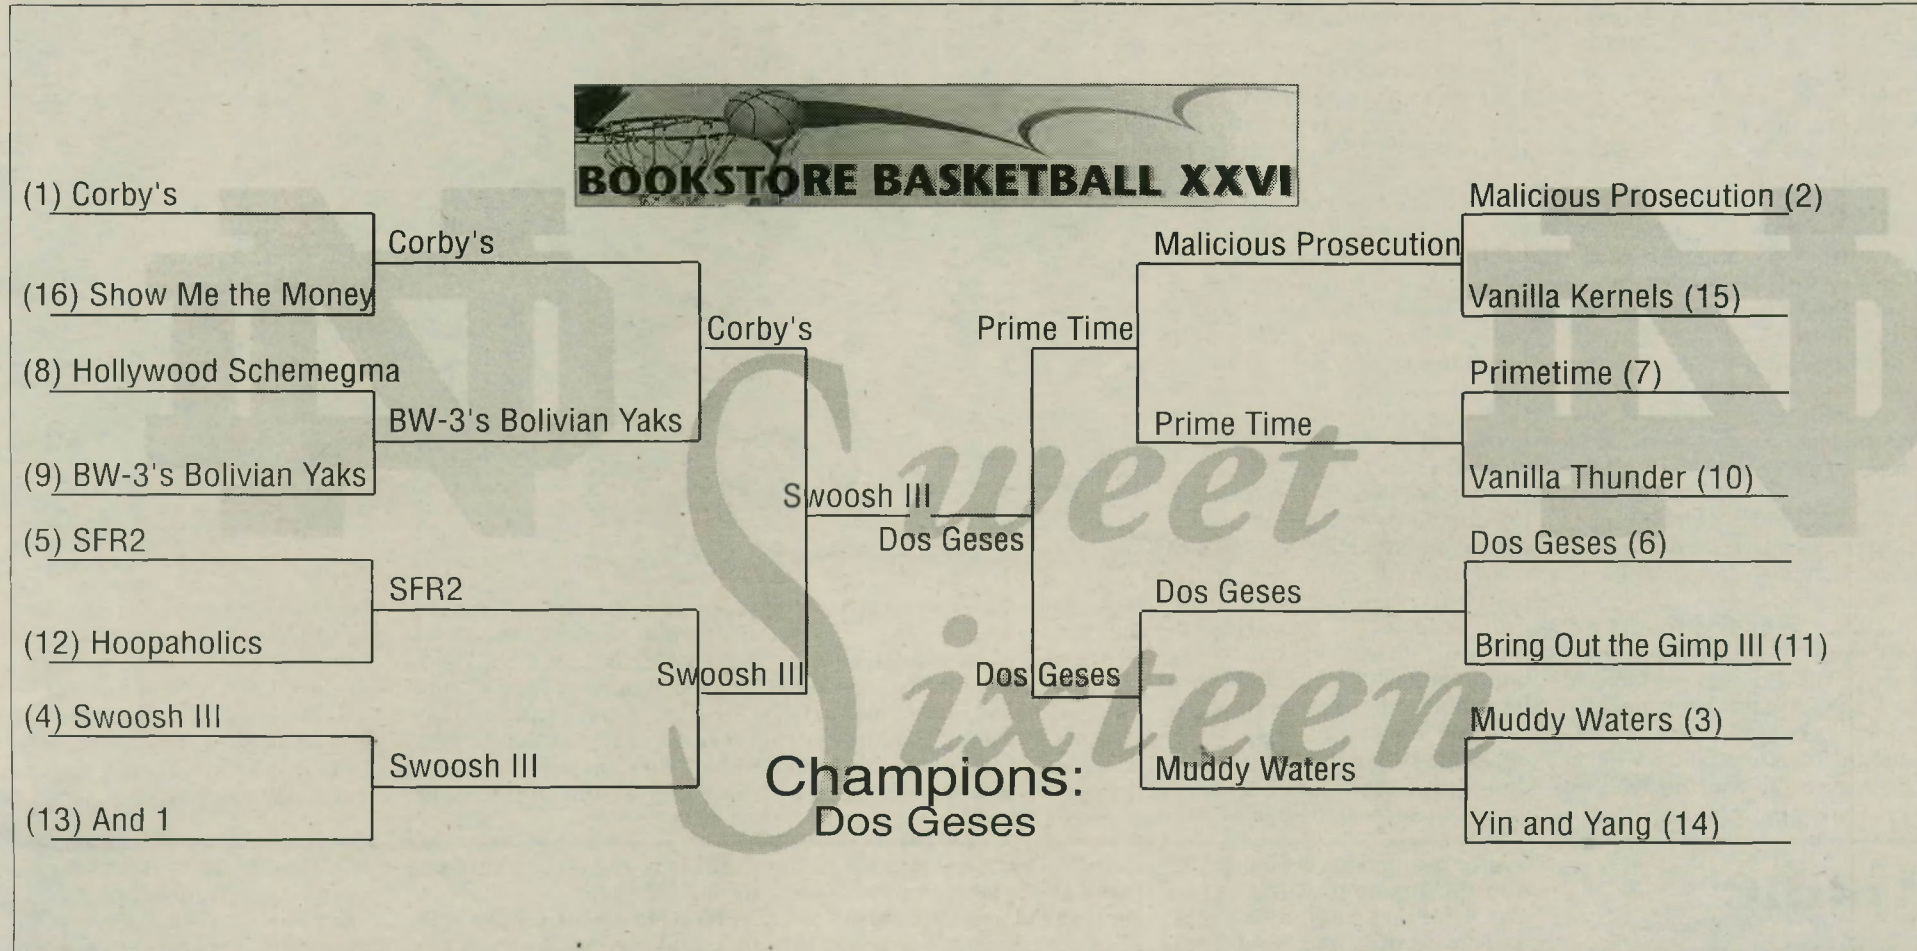 BOOKSTORE BASKETBALL XXVI
(1) Corby's
(16) Show Me the Money
(8) Hollywood Schemegma
(9) BW-3's Bolivian Yaks
(5) SFR2
(12) Hoopaholics
(4) Swoosh III
(13) And 1
Corby's
BW-3's Bolivian Yaks
SFR2
Swoosh III
Corby's
Swoosh III
Swoosh III
Dos Geses
Prime Time
Dos Geses
Malicious Prosecution
Prime Time
Dos Geses
Muddy Waters
Malicious Prosecution (2)
Vanilla Kernels (15)
Primetime (7)
Vanilla Thunder (10)
Dos Geses (6)
Bring Out the Gimp III (11)
Muddy Waters (3)
Yin and Yang (14)
Sweet
Sixteen
Champions:
Dos Geses
ND
ND